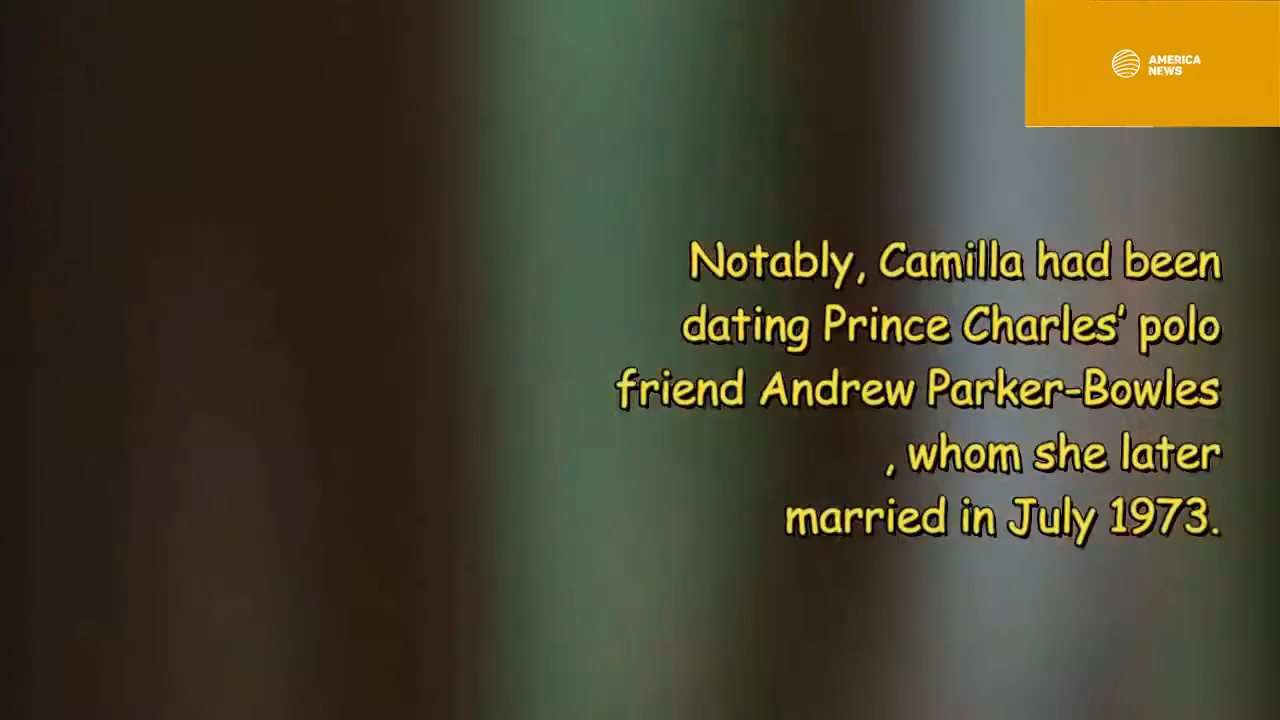 AMERICA
NEWS
Notably, Camilla had been
dating Prince Charles’ polo
friend Andrew Parker-Bowles
, whom she later
married in July 1973.